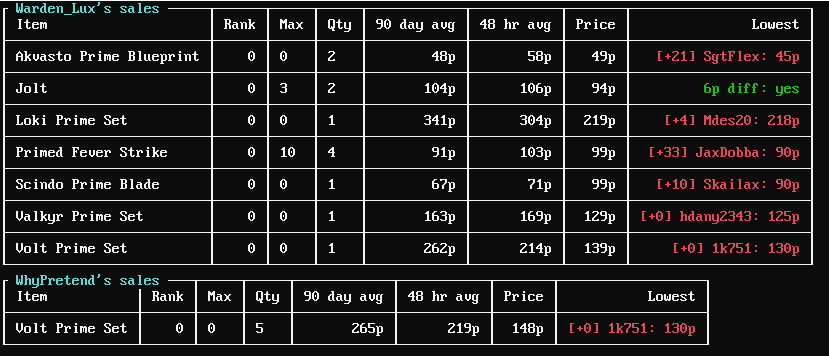 Warden_Lux's sales
Item Rank Max Qty 90 day avg 48 hr avg Price Lowest
Akvasto Prime Blueprint 0 0 2 48p 58p 49p [+21] SgtFlex: 45p
Jolt 0 3 2 104p 106p 94p 6p diff: yes
Loki Prime Set 0 0 1 341p 304p 219p [+4] Mdes20: 218p
Primed Fever Strike 0 10 4 91p 103p 99p [+33] JaxDobba: 90p
Scindo Prime Blade 0 0 1 67p 71p 99p [+10] Skailax: 90p
Valkyr Prime Set 0 0 1 163p 169p 129p [+0] hdany2343: 125p
Volt Prime Set 0 0 1 262p 214p 139p [+0] 1k751: 130p
WhyPretend's sales
Item Rank Max Qty 90 day avg 48 hr avg Price Lowest
Volt Prime Set 0 0 5 265p 219p 148p [+0] 1k751: 130p